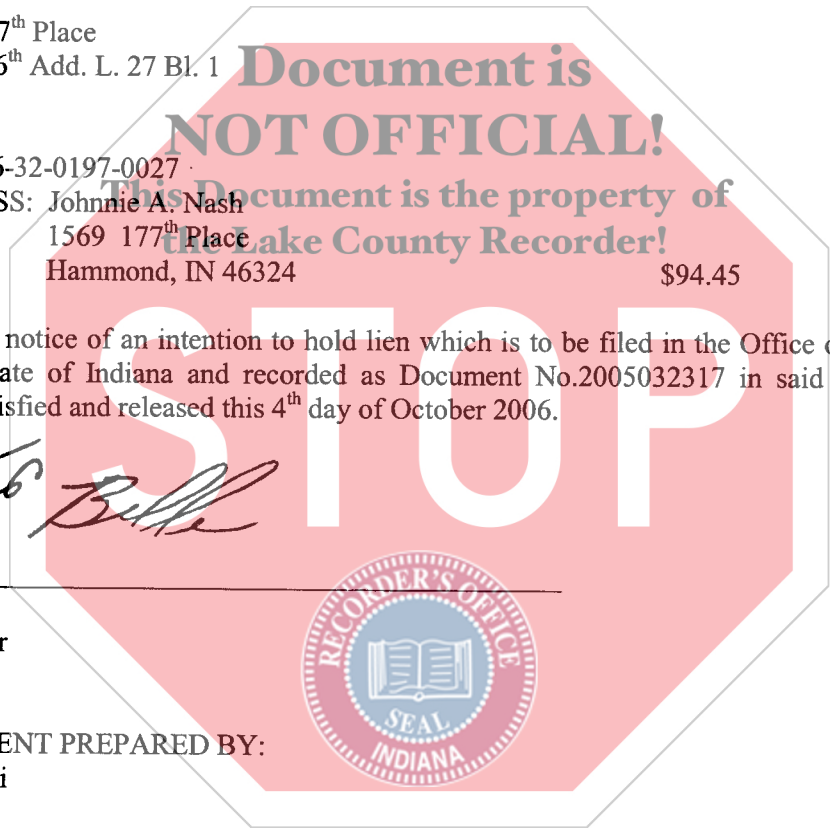 7th Place
6th Add. L. 27 Bl. 1
Document is
NOT OFFICIAL!
6-32-0197-0027
This Document is the property of
SS: Johnnie A. Nash
1569 177th Place
the Lake County Recorder!
Hammond, IN 46324 $94.45
STOP
notice of an intention to hold lien which is to be filed in the Office
ate of Indiana and recorded as Document No.2005032317 in said
isfied and released this 4th day of October 2006.
RECORDER'S OFFICE
SEAL
INDIANA
r
ENT PREPARED BY:
i